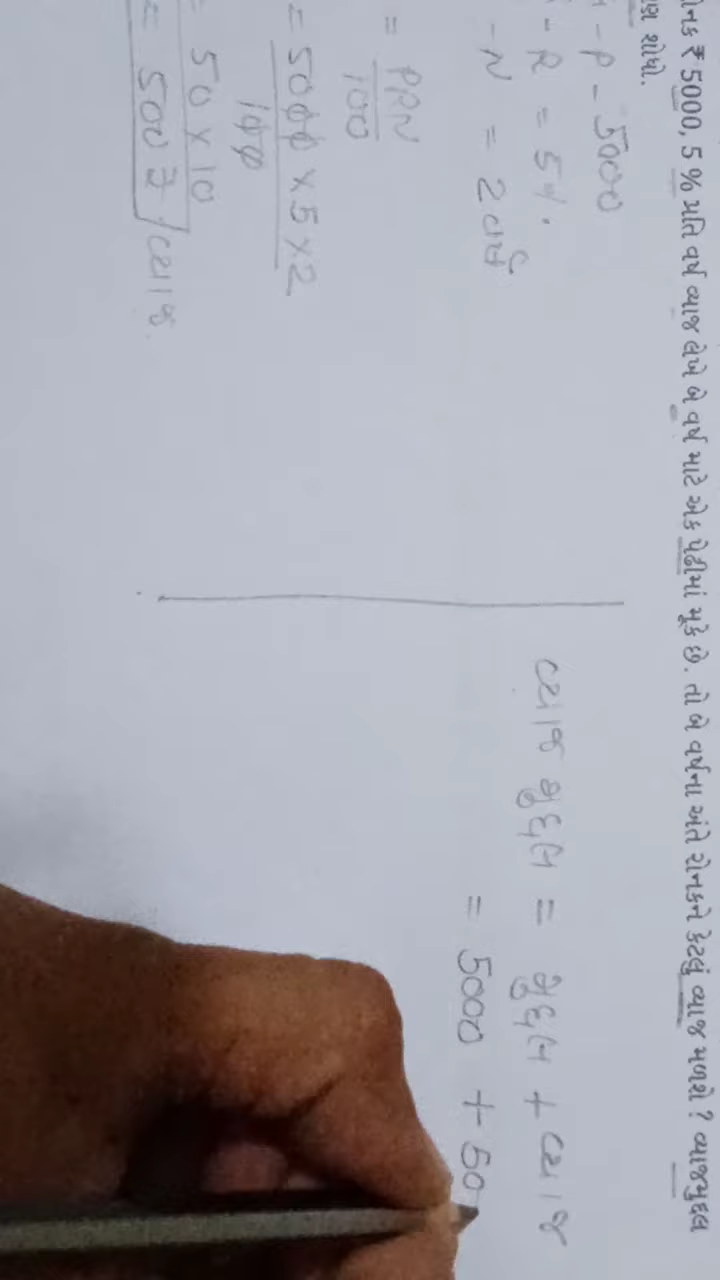 રોનક ₹ 5000, 5 % પ્રતિ વર્ષ વ્યાજ લેખે બે વર્ષ માટે એક પેઢીમાં મૂકે છે. તો બે વર્ષના અંતે રોનકને કેટલું વ્યાજ મળશે ? વ્યાજમુદ્દલ
શોધો.
- P - 5000
- R = 5%.
- N = 2 વર્ષ
= PRN
100
= 5000 x 5 x 2
100
= 50 x 10
= 500 ₹ વ્યાજ.
વ્યાજ મુદ્દલ = મુદ્દલ + વ્યાજ
= 5000 + 50